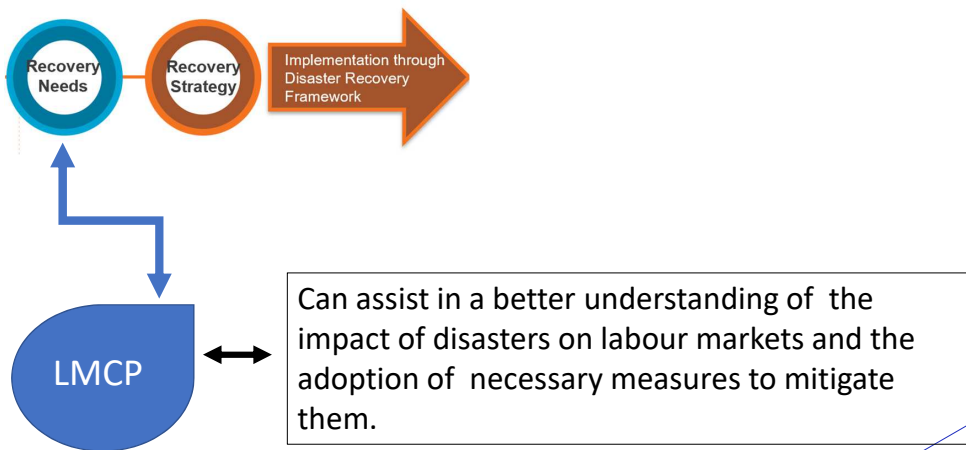 Recovery
Needs
Recovery
Strategy
Implementation through
Disaster Recovery
Framework
LMCP
Can assist in a better understanding of  the
impact of disasters on labour markets and the
adoption of  necessary measures to mitigate
them.